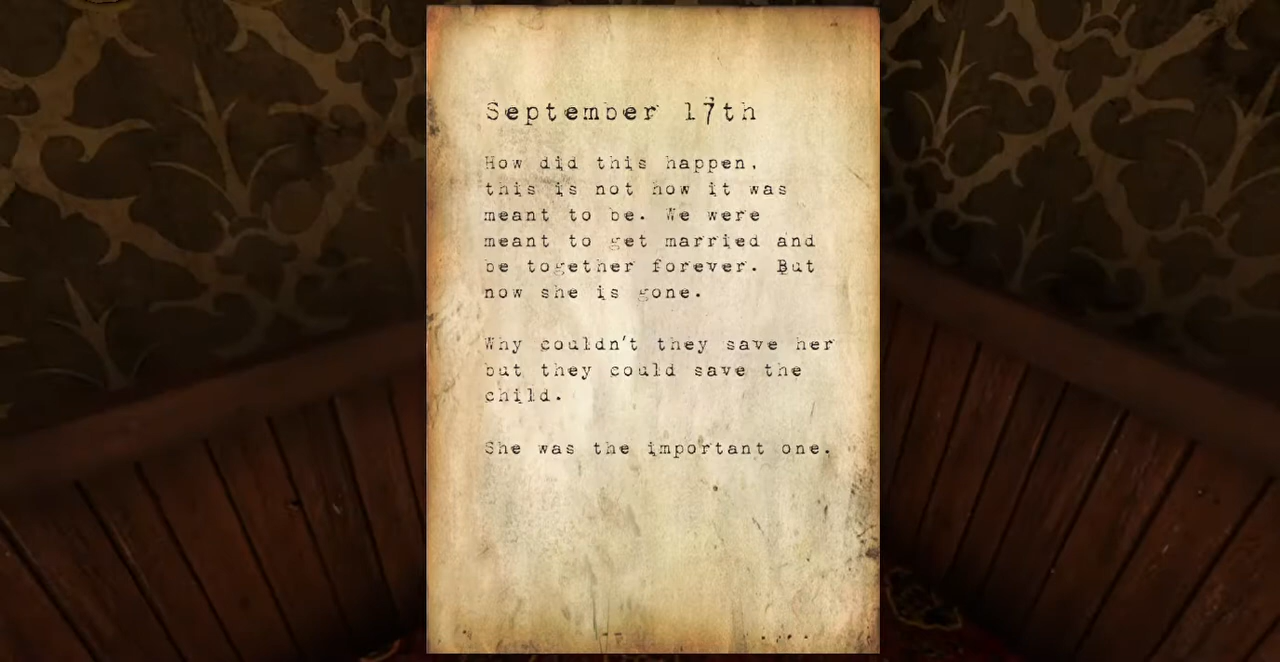 September 17th
How did this happen,
this is not how it was
meant to be. We were
meant to get married and
be together forever. But
now she is gone.
Why couldn't they save her
but they could save the
child.
She was the important one.